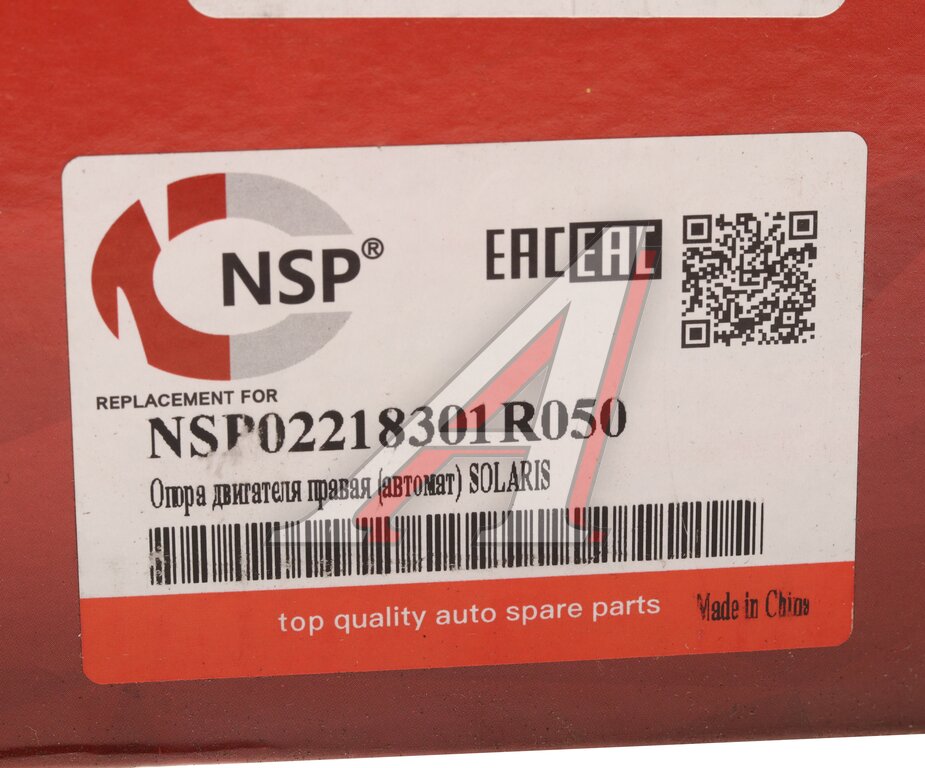 NSP®
EAC EAC
REPLACEMENT FOR
NSP02218301R050
Опора двигателя правая (автомат) SOLARIS
top quality auto spare parts
Made in China